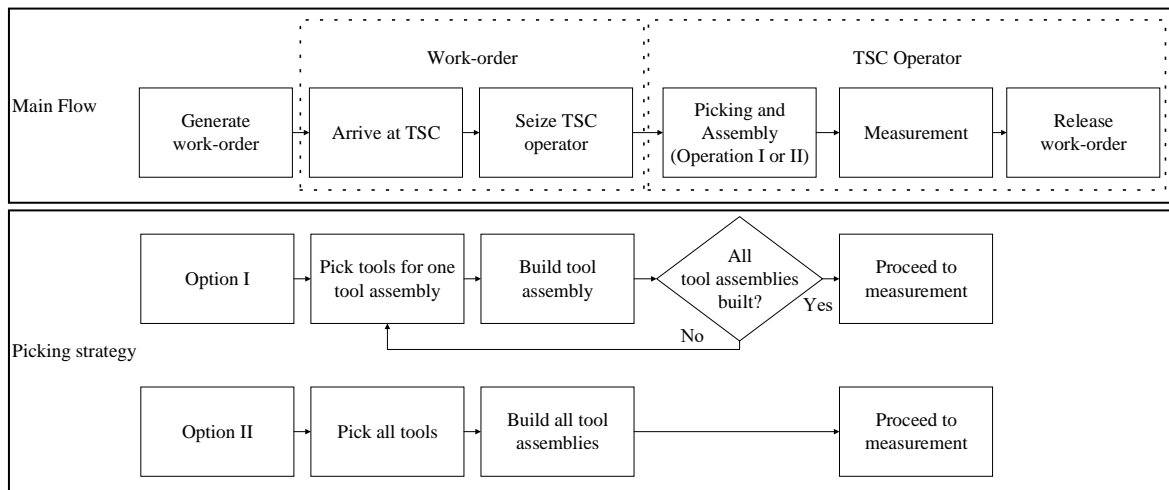 Work-order
TSC Operator
Main Flow
Generate
work-order
Arrive at TSC
Seize TSC
operator
Picking and
Assembly
(Operation I or II)
Measurement
Release
work-order
Picking strategy
Option I
Pick tools for one
tool assembly
Build tool
assembly
All
tool assemblies
built?
Yes
No
Proceed to
measurement
Option II
Pick all tools
Build all tool
assemblies
Proceed to
measurement